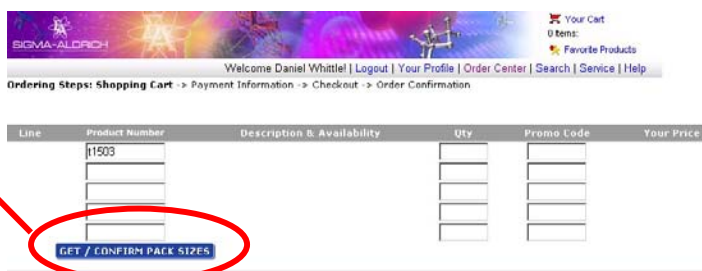 SIGMA-ALDRICH
Your Cart
0 items:
Favorite Products
Welcome Daniel Whittle! | Logout | Your Profile | Order Center | Search | Service | Help
Ordering Steps: Shopping Cart -> Payment Information -> Checkout -> Order Confirmation
Line Product Number Description & Availability Qty Promo Code Your Price
t1503
GET / CONFIRM PACK SIZES